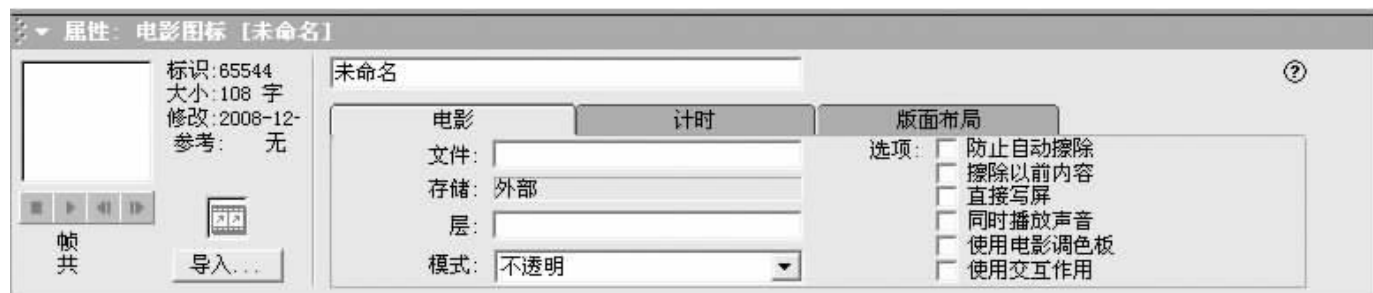 属性: 电影图标 [未命名]
标识:65544
大小:108 字
修改:2008-12-
参考: 无
帧
共
导入...
未命名
?
电影 计时 版面布局
文件:
存储: 外部
层:
模式: 不透明
选项: 防止自动擦除
擦除以前内容
直接写屏
同时播放声音
使用电影调色板
使用交互作用